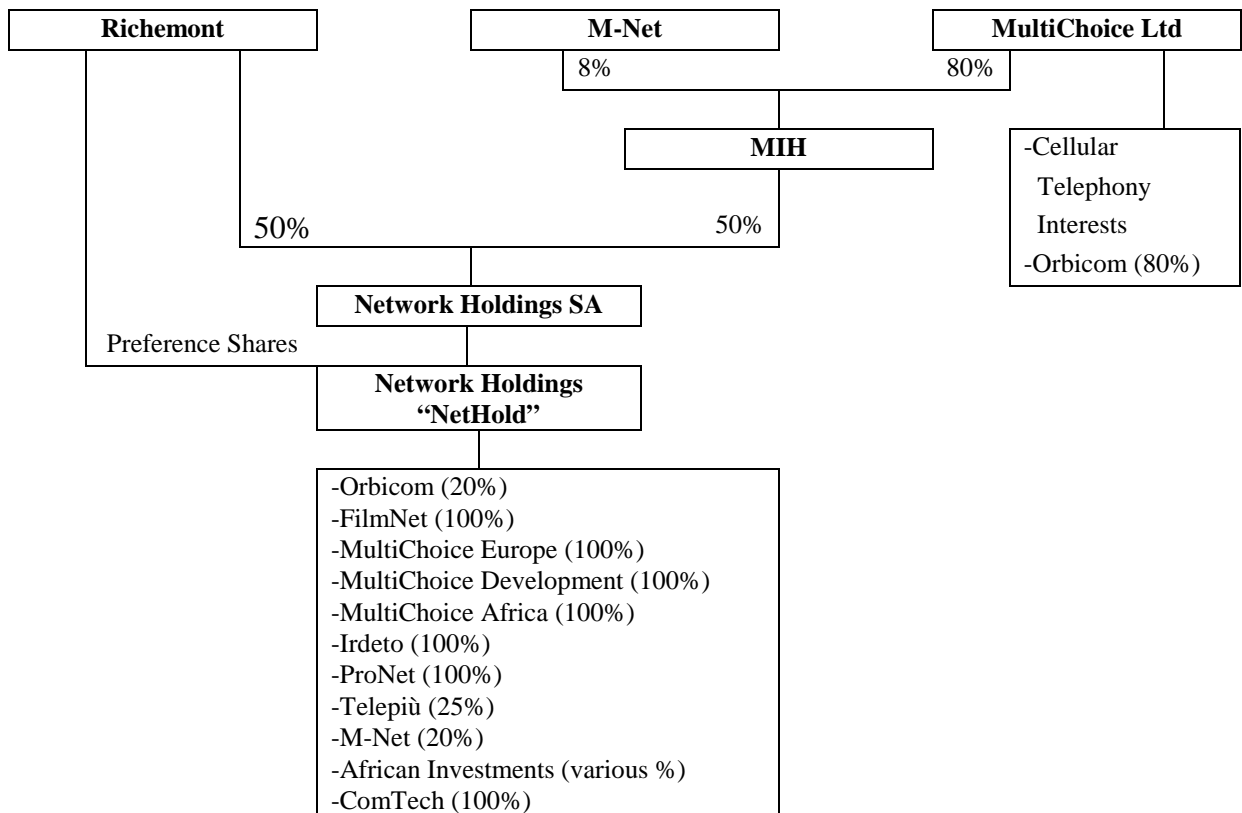 Richemont
M-Net
MultiChoice Ltd
8%
80%
MIH
-Cellular
Telephony
Interests
-Orbicom (80%)
50%
50%
Network Holdings SA
Preference Shares
Network Holdings
“NetHold”
-Orbicom (20%)
-FilmNet (100%)
-MultiChoice Europe (100%)
-MultiChoice Development (100%)
-MultiChoice Africa (100%)
-Irdeto (100%)
-ProNet (100%)
-Telepiù (25%)
-M-Net (20%)
-African Investments (various %)
-ComTech (100%)